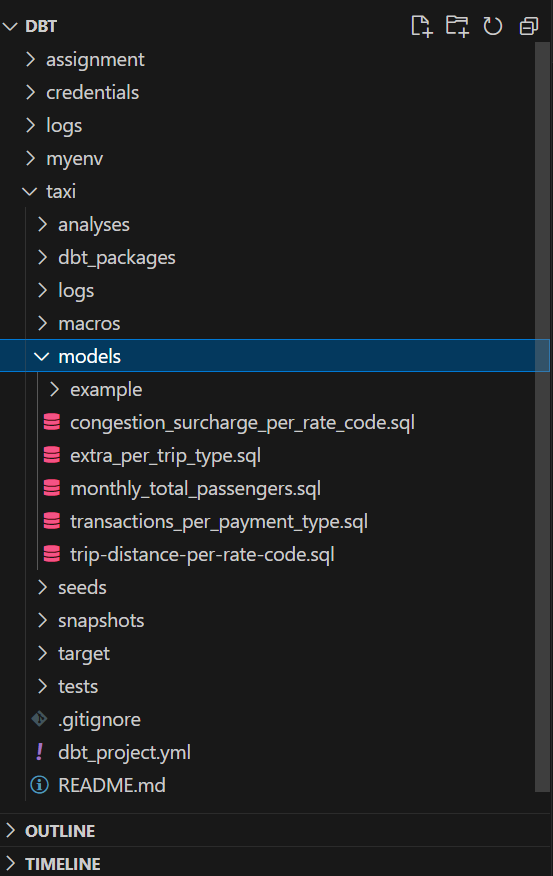 DBT
assignment
credentials
logs
myenv
taxi
analyses
dbt_packages
logs
macros
models
example
congestion_surcharge_per_rate_code.sql
extra_per_trip_type.sql
monthly_total_passengers.sql
transactions_per_payment_type.sql
trip-distance-per-rate-code.sql
seeds
snapshots
target
tests
.gitignore
! dbt_project.yml
README.md
OUTLINE
TIMELINE